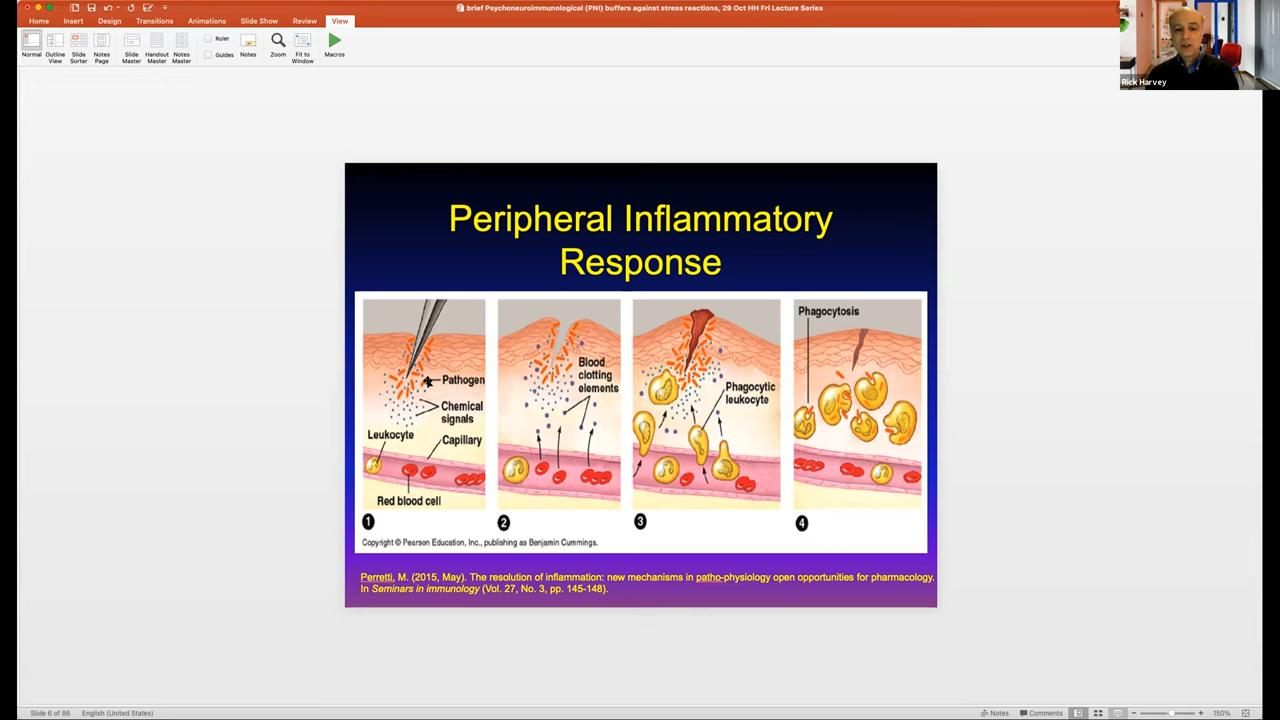 brief Psychoneuroimmunological (PNI) buffers against stress reactions, 29 Oct HH Fri Lecture Series
Home Insert Design Transitions Animations Slide Show Review View
Normal Outline View Slide Sorter Notes Page Slide Master Handout Master Notes Master Ruler Guides Notes Zoom Fit to Window Macros
Rick Harvey
Peripheral Inflammatory
Response
Pathogen
Chemical
signals
Leukocyte
Capillary
Red blood cell
1
Blood
clotting
elements
2
Phagocytic
leukocyte
3
Phagocytosis
4
Copyright © Pearson Education, Inc., publishing as Benjamin Cummings.
Perretti, M. (2015, May). The resolution of inflammation: new mechanisms in patho-physiology open opportunities for pharmacology.
In Seminars in immunology (Vol. 27, No. 3, pp. 145-148).
Slide 6 of 86 English (United States) Notes Comments 150%